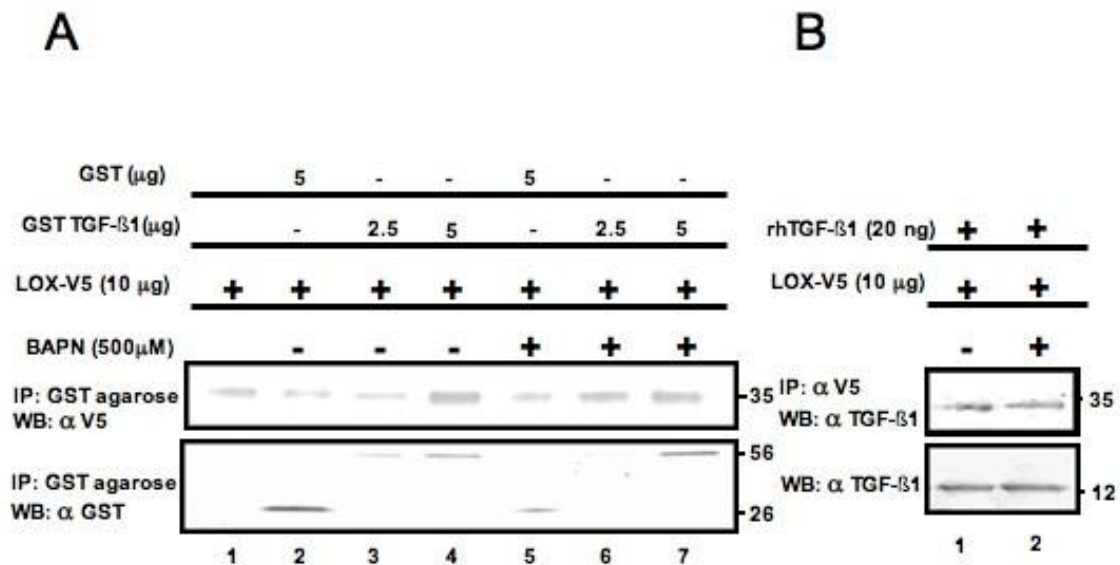 A
B
GST (μg) 5 - - 5 - -
GST TGF-ß1(μg) - 2.5 5 - 2.5 5
rhTGF-ß1 (20 ng) + +
LOX-V5 (10 μg) + + + + + + +
LOX-V5 (10 μg) + +
BAPN (500μM) - - - + + +
- +
IP: GST agarose
WB: α V5
35
IP: α V5
WB: α TGF-ß1
35
IP: GST agarose
WB: α GST
56
26
WB: α TGF-ß1
12
1 2 3 4 5 6 7
1 2